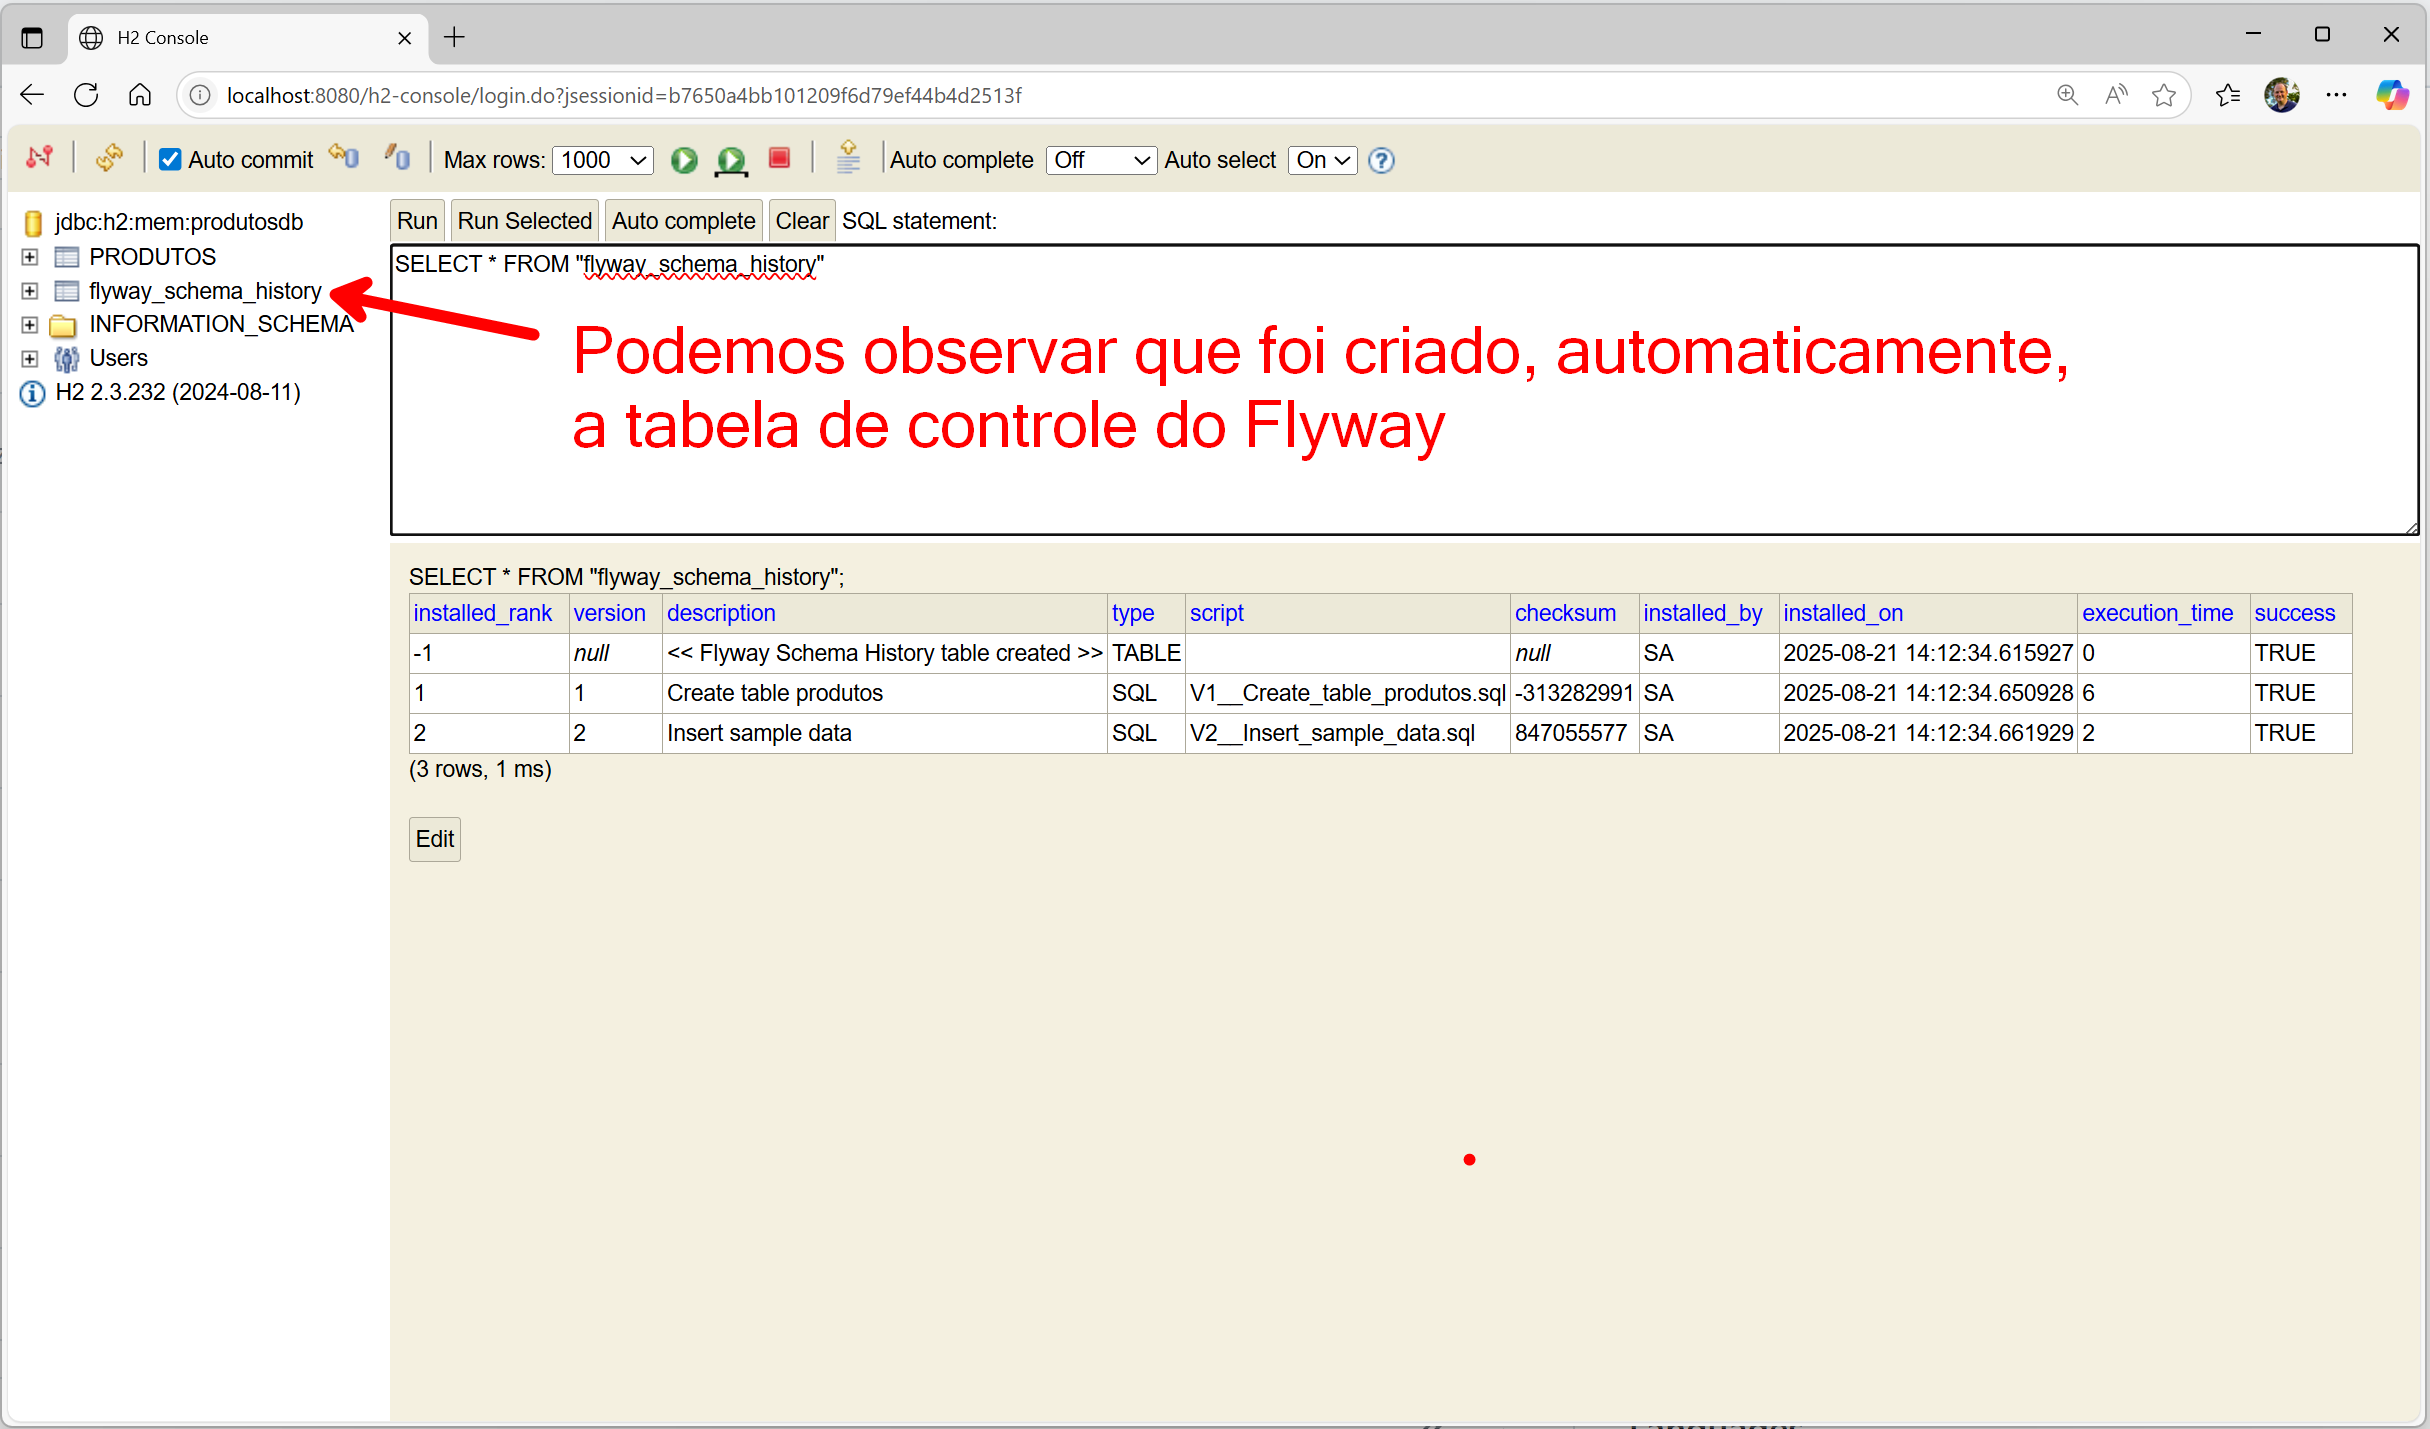 H2 Console
localhost:8080/h2-console/login.do?jsessionid=b7650a4bb101209f6d79ef44b4d2513f
Auto commit Max rows: 1000 Auto complete Off Auto select On
jdbc:h2:mem:produtosdb
PRODUTOS
flyway_schema_history
INFORMATION_SCHEMA
Users
H2 2.3.232 (2024-08-11)
Run Run Selected Auto complete Clear SQL statement:
SELECT * FROM "flyway_schema_history"
Podemos observar que foi criado, automaticamente,
a tabela de controle do Flyway
SELECT * FROM "flyway_schema_history";
installed_rank version description type script checksum installed_by installed_on execution_time success
-1 null << Flyway Schema History table created >> TABLE null SA 2025-08-21 14:12:34.615927 0 TRUE
1 1 Create table produtos SQL V1__Create_table_produtos.sql -313282991 SA 2025-08-21 14:12:34.650928 6 TRUE
2 2 Insert sample data SQL V2__Insert_sample_data.sql 847055577 SA 2025-08-21 14:12:34.661929 2 TRUE
(3 rows, 1 ms)
Edit